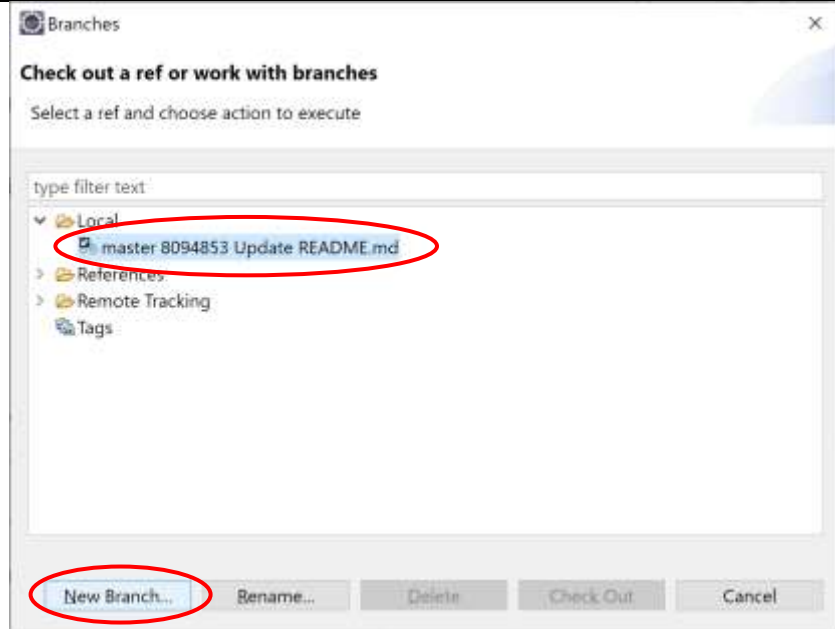 Branches
Check out a ref or work with branches
Select a ref and choose action to execute
type filter text
Local
master 8094853 Update README.md
References
Remote Tracking
Tags
New Branch... Rename... Delete Check Out Cancel